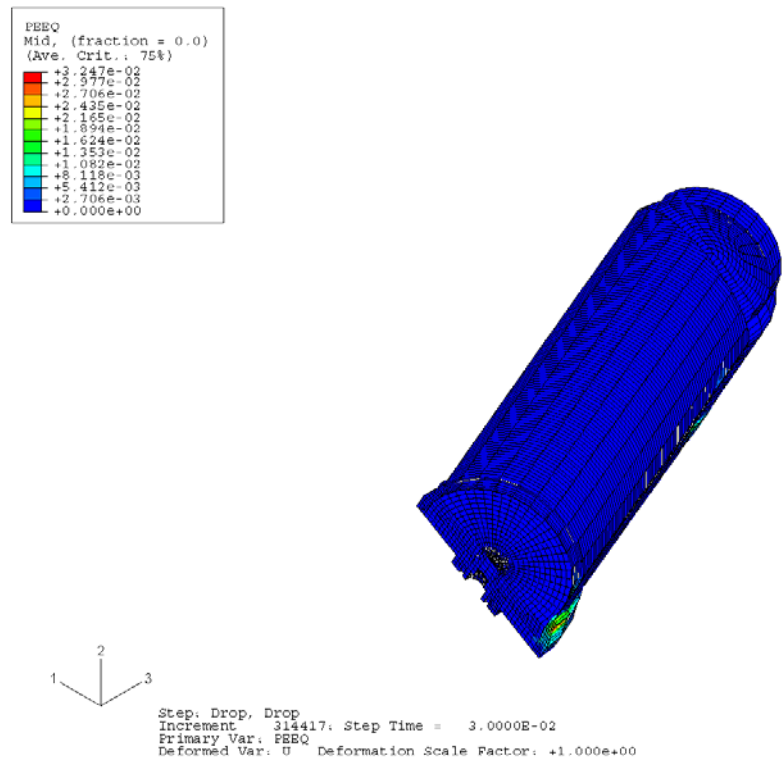 PEEQ
Mid, (fraction = 0.0)
(Ave. Crit.: 75%)
+3.247e-02
+2.977e-02
+2.706e-02
+2.435e-02
+2.165e-02
+1.894e-02
+1.624e-02
+1.353e-02
+1.082e-02
+8.118e-03
+5.412e-03
+2.706e-03
+0.000e+00
2
1 3
Step: Drop, Drop
Increment 314417: Step Time = 3.0000E-02
Primary Var: PEEQ
Deformed Var: U Deformation Scale Factor: +1.000e+00